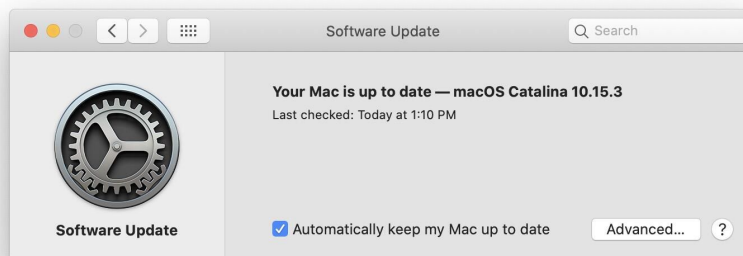 Software Update
Search
Your Mac is up to date — macOS Catalina 10.15.3
Last checked: Today at 1:10 PM
Software Update
Automatically keep my Mac up to date
Advanced...
?